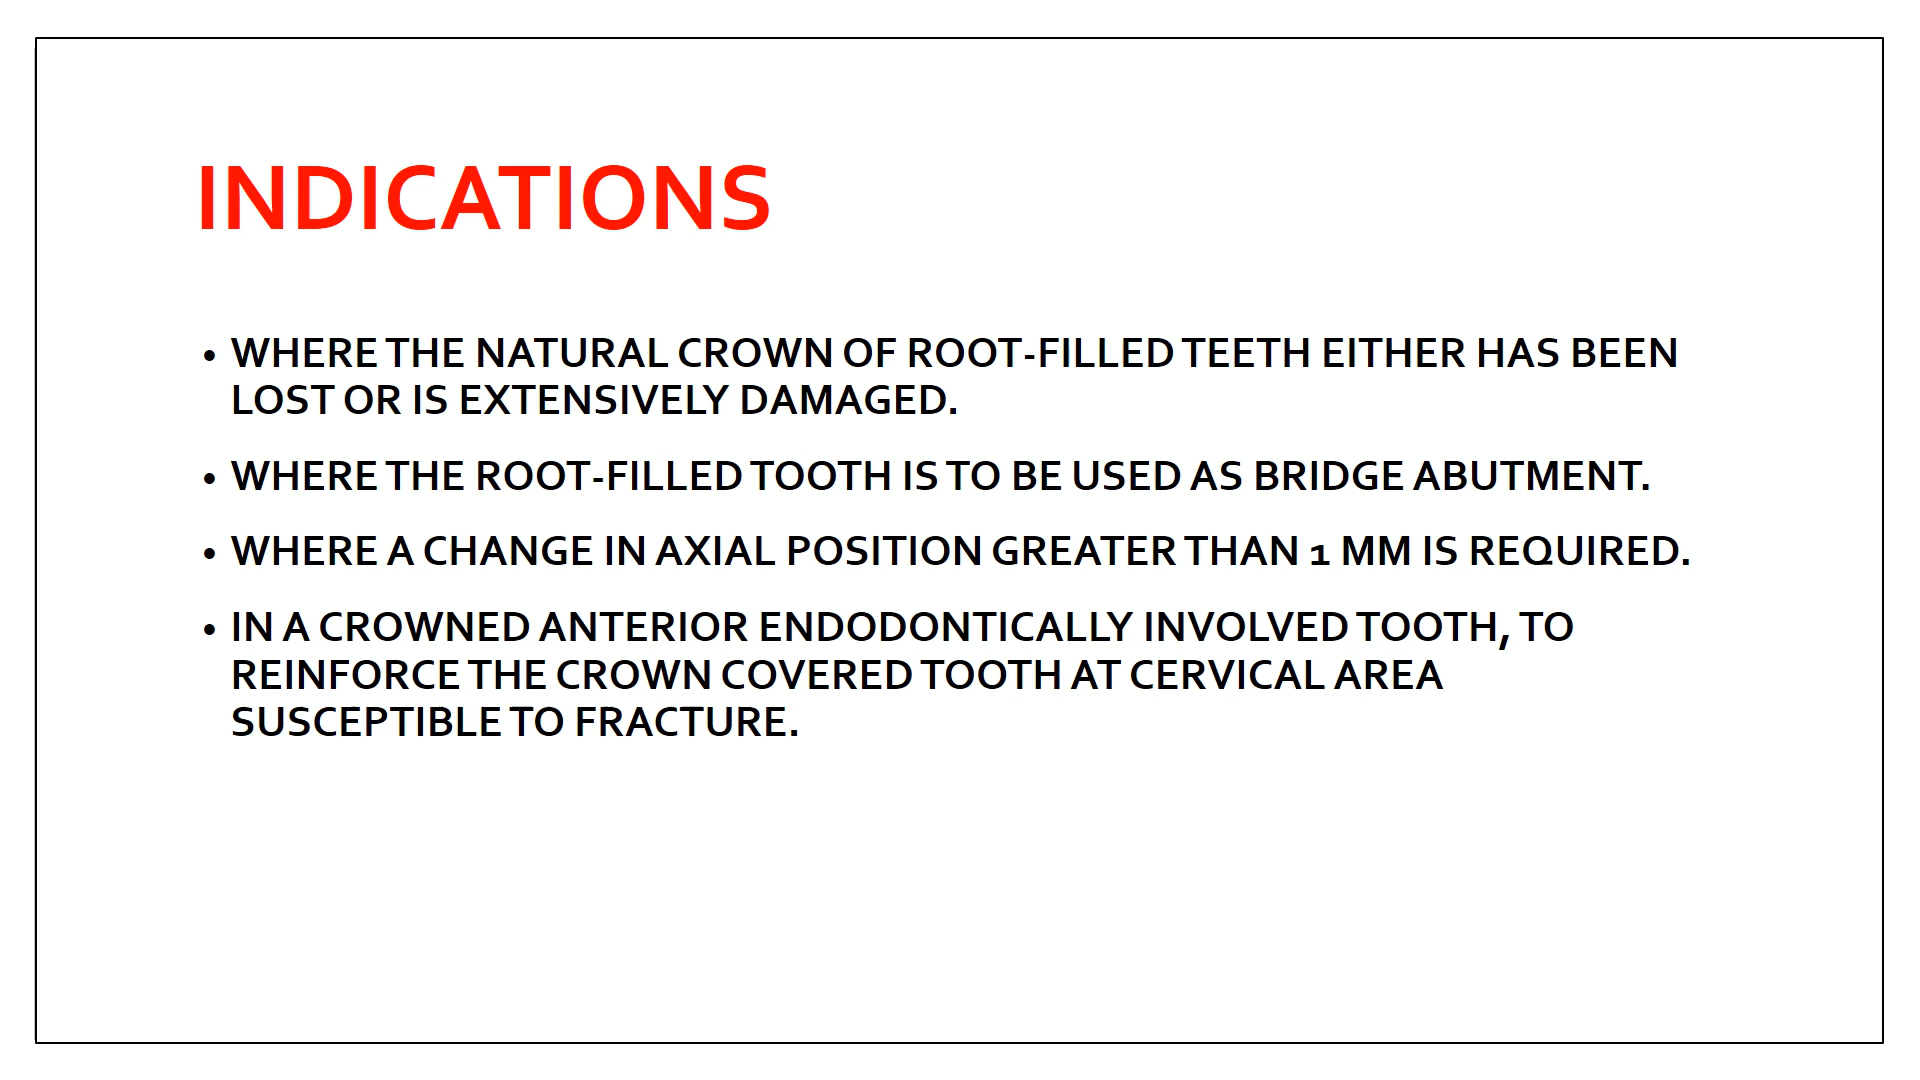 INDICATIONS
• WHERE THE NATURAL CROWN OF ROOT-FILLED TEETH EITHER HAS BEEN
LOST OR IS EXTENSIVELY DAMAGED.
• WHERE THE ROOT-FILLED TOOTH IS TO BE USED AS BRIDGE ABUTMENT.
• WHERE A CHANGE IN AXIAL POSITION GREATER THAN 1 MM IS REQUIRED.
• IN A CROWNED ANTERIOR ENDODONTICALLY INVOLVED TOOTH, TO
REINFORCE THE CROWN COVERED TOOTH AT CERVICAL AREA
SUSCEPTIBLE TO FRACTURE.